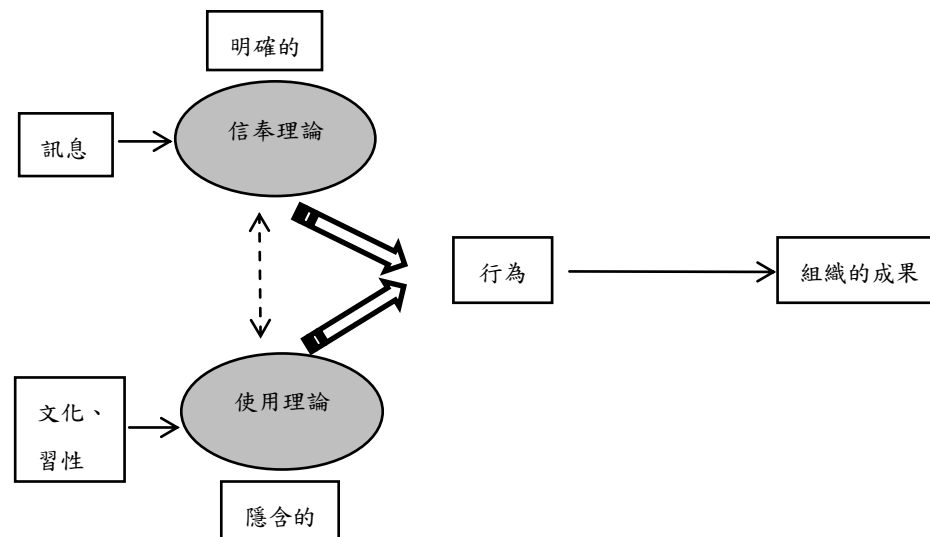 明確的
信奉理論
訊息
行為
組織的成果
使用理論
文化、
習性
隱含的